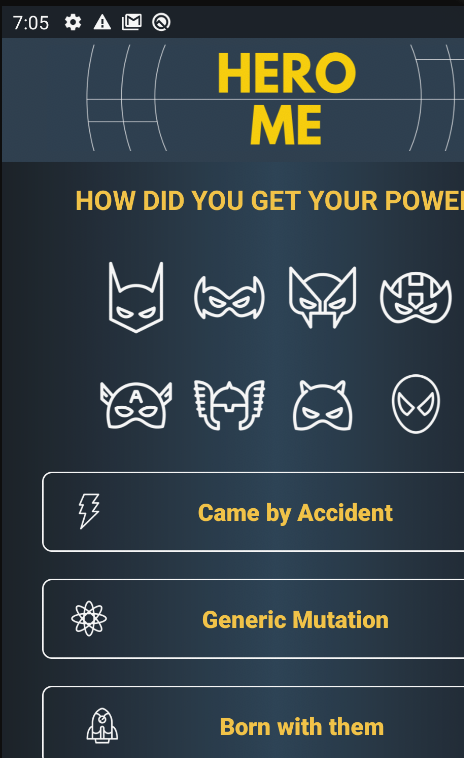 7:05
HERO
ME
HOW DID YOU GET YOUR POWE
A
Came by Accident
Generic Mutation
Born with them